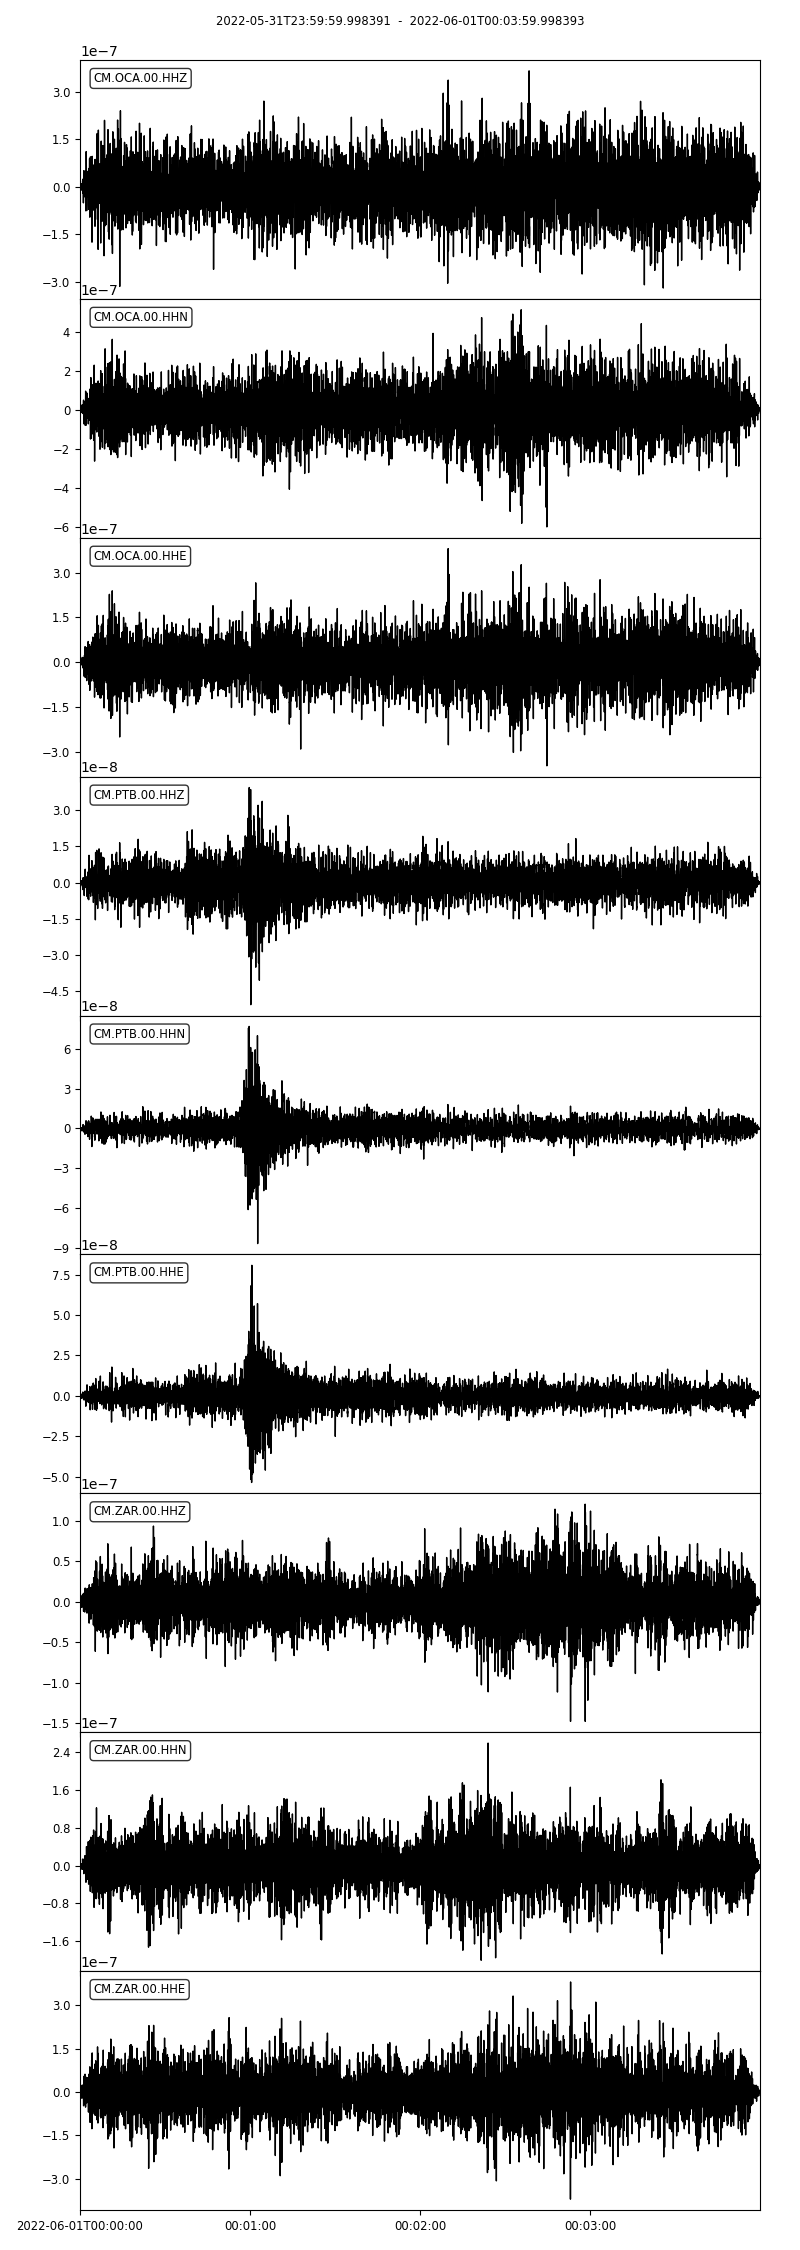 2022-05-31T23:59:59.998391 - 2022-06-01T00:03:59.998393
1e−7
CM.OCA.00.HHZ
3.0
1.5
0.0
−1.5
−3.0
1e−7
CM.OCA.00.HHN
4
2
0
−2
−4
−6
1e−7
CM.OCA.00.HHE
3.0
1.5
0.0
−1.5
−3.0
1e−8
CM.PTB.00.HHZ
3.0
1.5
0.0
−1.5
−3.0
−4.5
1e−8
CM.PTB.00.HHN
6
3
0
−3
−6
−9
1e−8
CM.PTB.00.HHE
7.5
5.0
2.5
0.0
−2.5
−5.0
1e−7
CM.ZAR.00.HHZ
1.0
0.5
0.0
−0.5
−1.0
−1.5
1e−7
CM.ZAR.00.HHN
2.4
1.6
0.8
0.0
−0.8
−1.6
1e−7
CM.ZAR.00.HHE
3.0
1.5
0.0
−1.5
−3.0
2022-06-01T00:00:00 00:01:00 00:02:00 00:03:00